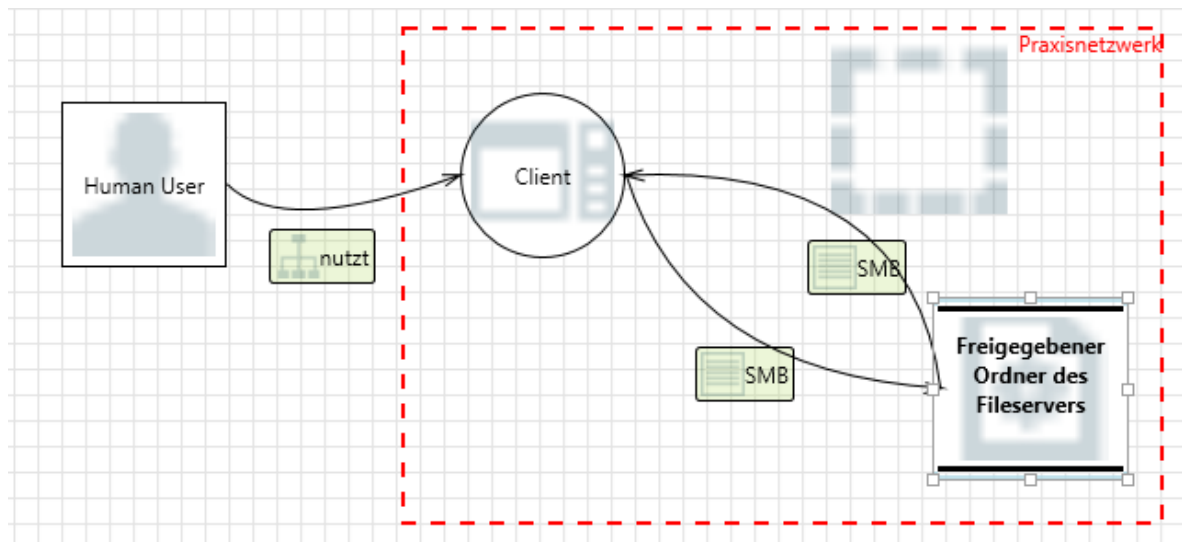 Praxisnetzwerk
Human User
Client
nutzt
SMB
SMB
Freigegebener
Ordner des
Fileservers